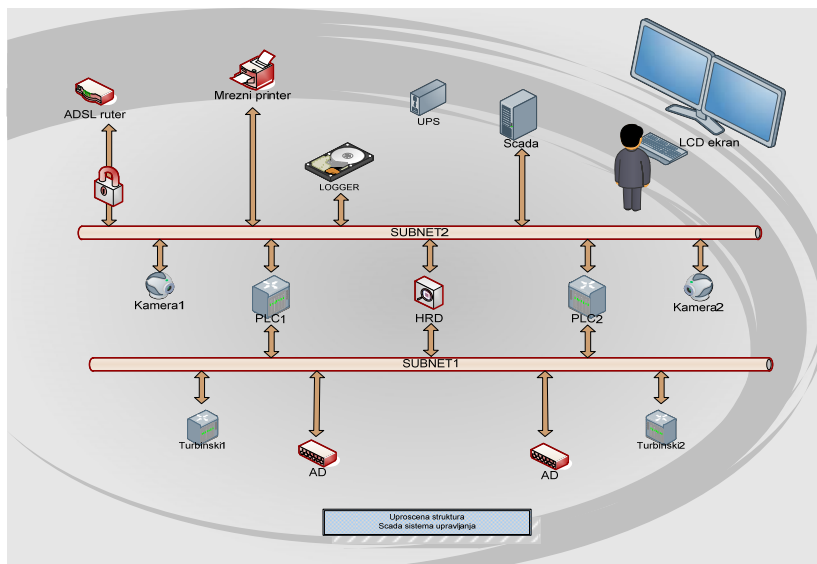 ADSL ruter
Mrezni printer
UPS
Scada
LCD ekran
LOGGER
SUBNET2
Kamera1
PLC1
HRD
PLC2
Kamera2
SUBNET1
Turbinski1
AD
AD
Turbinski2
Uproscena struktura
Scada sistema upravljanja